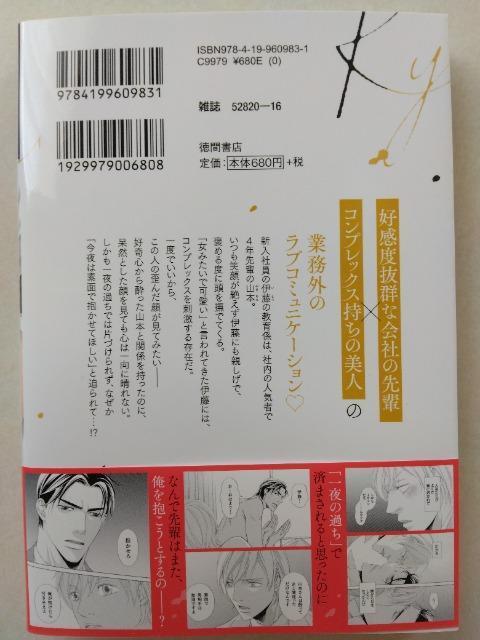 ISBN978-4-19-960983-1
C9979 ¥680E (0)
9784199609831
雑誌 52820-16
1929979006808
徳間書店
定価：本体680円+税
好感度抜群な会社の先輩
×
コンプレックス持ちの美人の
業務外の
ラブコミュニケーション♡
新入社員の伊藤の教育係は、社内の人気者で
4年先輩の山本。
いつも笑顔が絶えず伊藤にも親しげで、
褒める度に頭を撫でてくる。
「女みたいで可愛い」と言われてきた伊藤には、
コンプレックスを刺激する存在だ。
一度でいいから、
この人の歪んだ顔が見てみたい──
好奇心から酔った山本と関係を持ったのに、
呆然とした顔を見ても心は一向に晴れない。
しかも一夜の過ちでは片づけられず、なぜか
「今夜は素面で抱かせてほしい」と迫られて…!?
「一夜の過ち」で
済まされると思ったのに
なんで先輩はまた、
俺を抱こうとするの──?
抱かせろ